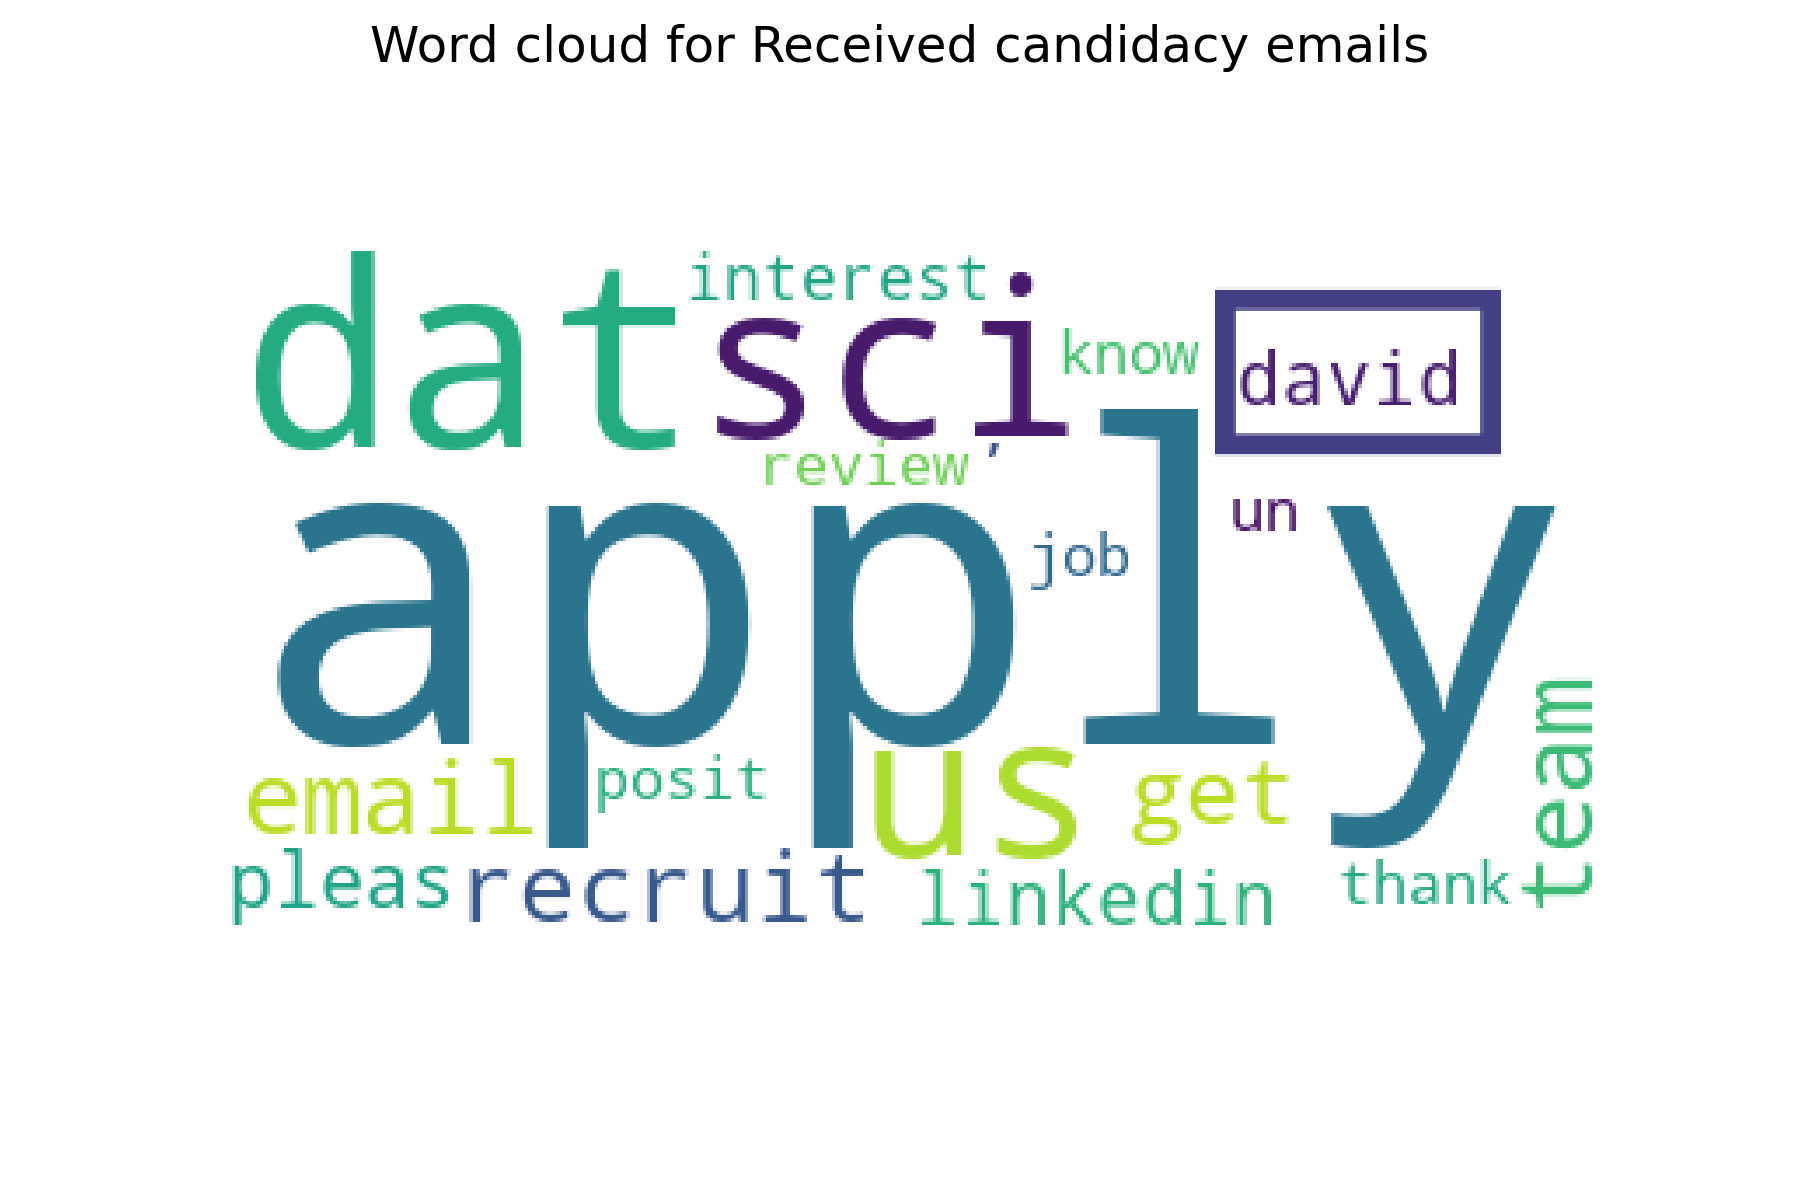 Word cloud for Received candidacy emails
interest
dat
sci
know
david
review
,
un
apply
job
team
email
posit
us
get
pleas
recruit
linkedin
thank